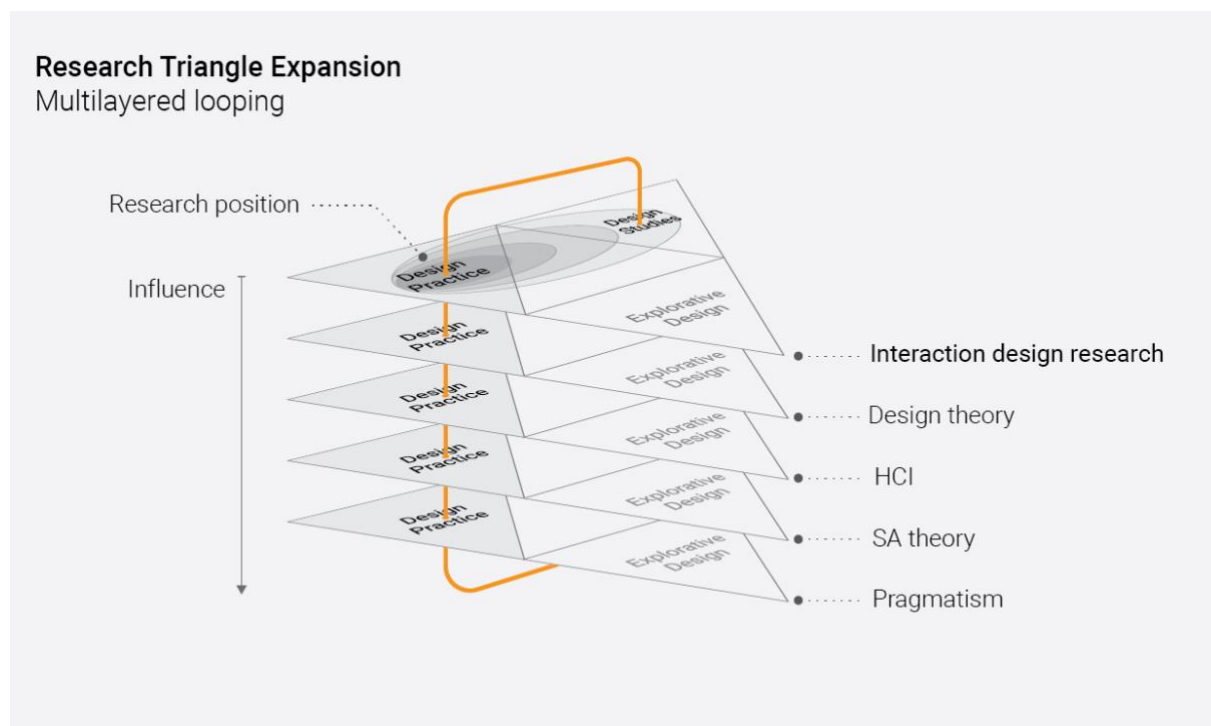 Research Triangle Expansion
Multilayered looping
Research position
Influence
Design
Studies
Design
Practice
Explorative
Design
Interaction design research
Design
Practice
Explorative
Design
Design theory
Design
Practice
Explorative
Design
HCI
Design
Practice
Explorative
Design
SA theory
Design
Practice
Explorative
Design
Pragmatism